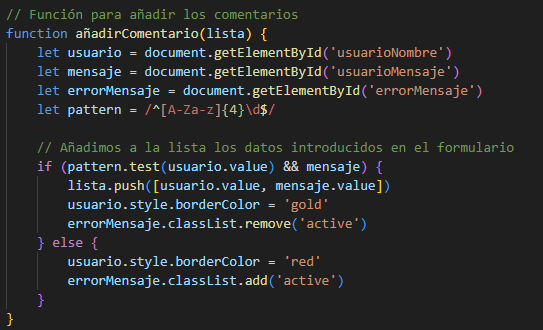 // Función para añadir los comentarios
function añadirComentario(lista) {
let usuario = document.getElementById('usuarioNombre')
let mensaje = document.getElementById('usuarioMensaje')
let errorMensaje = document.getElementById('errorMensaje')
let pattern = /^[A-Za-z]{4}\d$/
// Añadimos a la lista los datos introducidos en el formulario
if (pattern.test(usuario.value) && mensaje) {
lista.push([usuario.value, mensaje.value])
usuario.style.borderColor = 'gold'
errorMensaje.classList.remove('active')
} else {
usuario.style.borderColor = 'red'
errorMensaje.classList.add('active')
}
}